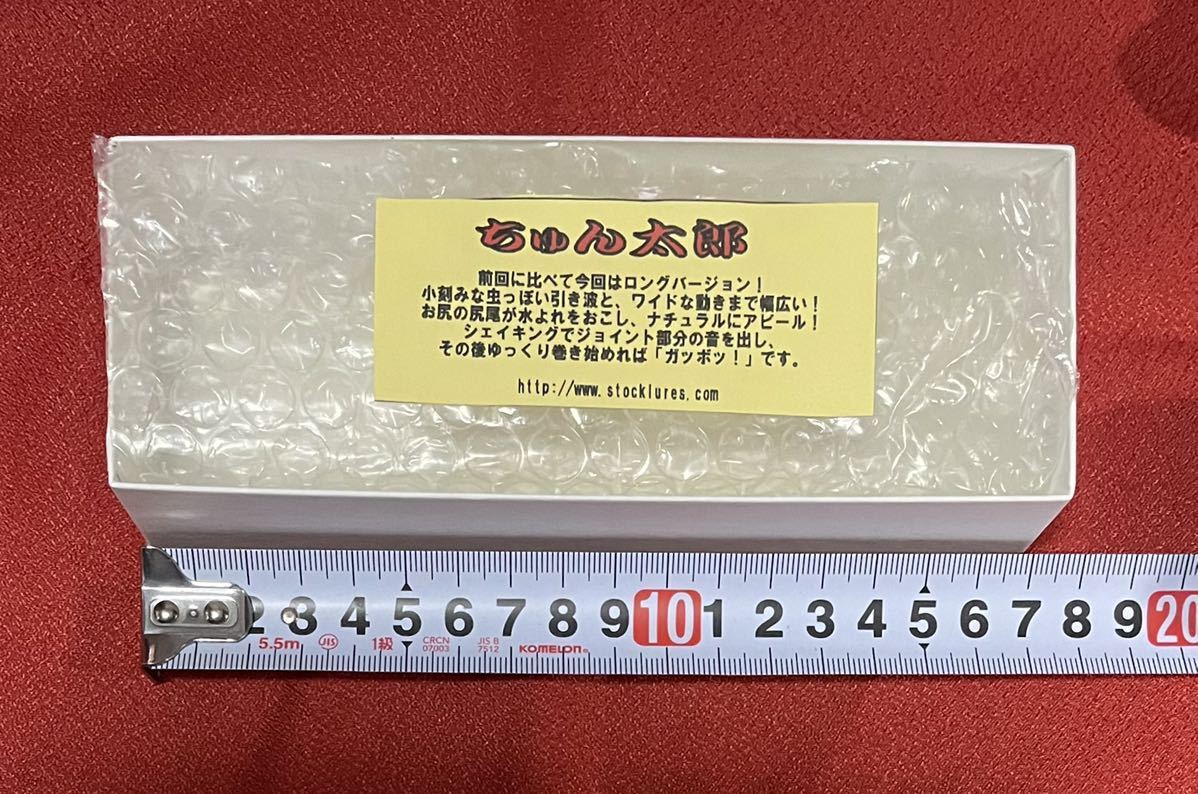 ちゅん太郎
前回に比べて今回はロングバージョン!
小刻みな虫っぽい引き波と、ワイドな動きまで幅広い!
お尻の尻尾が水よれをおこし、ナチュラルにアピール!
シェイキングでジョイント部分の音を出し、
その後ゆっくり巻き始めれば「ガッボッ!」です。
http://www.stocklures.com
2 3 4 5 6 7 8 9 10 1 2 3 4 5 6 7 8 9 20
5.5m JIS 1級 CRCN 07003 JIS B 7512 KOMELON